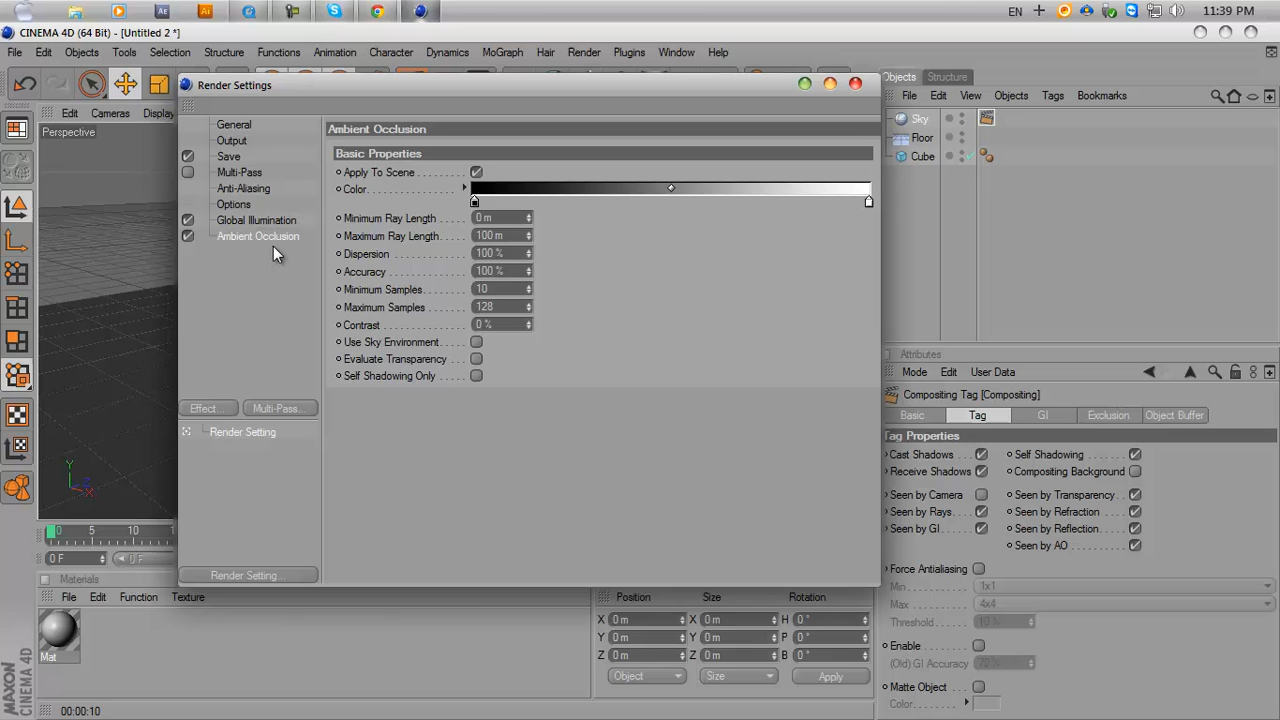 Ae
Ai
EN
11:39 PM
CINEMA 4D (64 Bit) - [Untitled 2 *]
File Edit Objects Tools Selection Structure Functions Animation Character Dynamics MoGraph Hair Render Plugins Window Help
Render Settings
Objects Structure
File Edit View Objects Tags Bookmarks
Edit Cameras Display
Perspective
General
Output
Save
Multi-Pass
Anti-Aliasing
Options
Global Illumination
Ambient Occlusion
Effect... Multi-Pass...
Render Setting
Render Setting...
Ambient Occlusion
Basic Properties
Apply To Scene
Color
Minimum Ray Length 0 m
Maximum Ray Length 100 m
Dispersion 100 %
Accuracy 100 %
Minimum Samples 10
Maximum Samples 128
Contrast 0 %
Use Sky Environment
Evaluate Transparency
Self Shadowing Only
Sky
Floor
Cube
Attributes
Mode Edit User Data
Compositing Tag [Compositing]
Basic Tag GI Exclusion Object Buffer
Tag Properties
Cast Shadows Self Shadowing
Receive Shadows Compositing Background
Seen by Camera Seen by Transparency
Seen by Rays Seen by Refraction
Seen by GI Seen by Reflection
Seen by AO
Force Antialiasing
Min 1x1
Max 4x4
Threshold 10 %
Enable
(Old) GI Accuracy 70 %
Matte Object
Color
Y
Z
X
0 5 10
0 F 0 F
Materials
File Edit Function Texture
Mat
Position Size Rotation
X 0 m X 0 m H 0 °
Y 0 m Y 0 m P 0 °
Z 0 m Z 0 m B 0 °
Object Size Apply
MAXON
CINEMA 4D
00:00:10